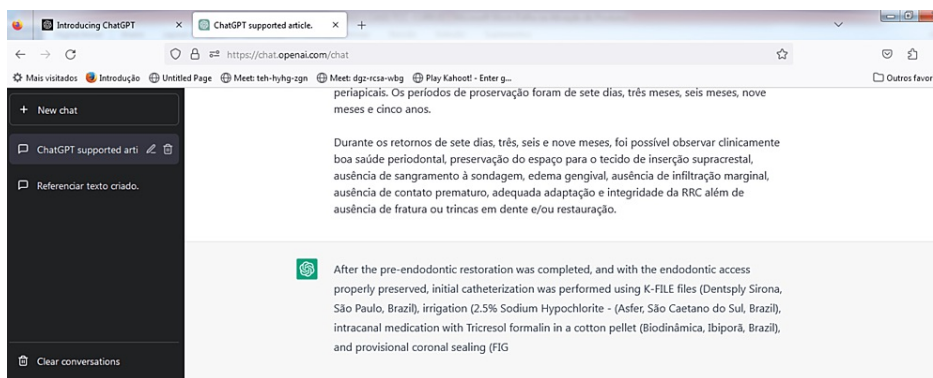 Introducing ChatGPT
ChatGPT supported article.
https://chat.openai.com/chat
Mais visitados Introdução Untitled Page Meet: teh-hyhg-zgn Meet: dgz-rcsa-wbg Play Kahoot! - Enter g... Outros favor
+ New chat
ChatGPT supported arti
Referenciar texto criado.
Clear conversations
periapicais. Os períodos de proservação foram de sete dias, três meses, seis meses, nove
meses e cinco anos.
Durante os retornos de sete dias, três, seis e nove meses, foi possível observar clinicamente
boa saúde periodontal, preservação do espaço para o tecido de inserção supracrestal,
ausência de sangramento à sondagem, edema gengival, ausência de infiltração marginal,
ausência de contato prematuro, adequada adaptação e integridade da RRC além de
ausência de fratura ou trincas em dente e/ou restauração.
After the pre-endodontic restoration was completed, and with the endodontic access
properly preserved, initial catheterization was performed using K-FILE files (Dentsply Sirona,
São Paulo, Brazil), irrigation (2.5% Sodium Hypochlorite - (Asfer, São Caetano do Sul, Brazil),
intracanal medication with Tricresol formalin in a cotton pellet (Biodinâmica, Ibiporã, Brazil),
and provisional coronal sealing (FIG